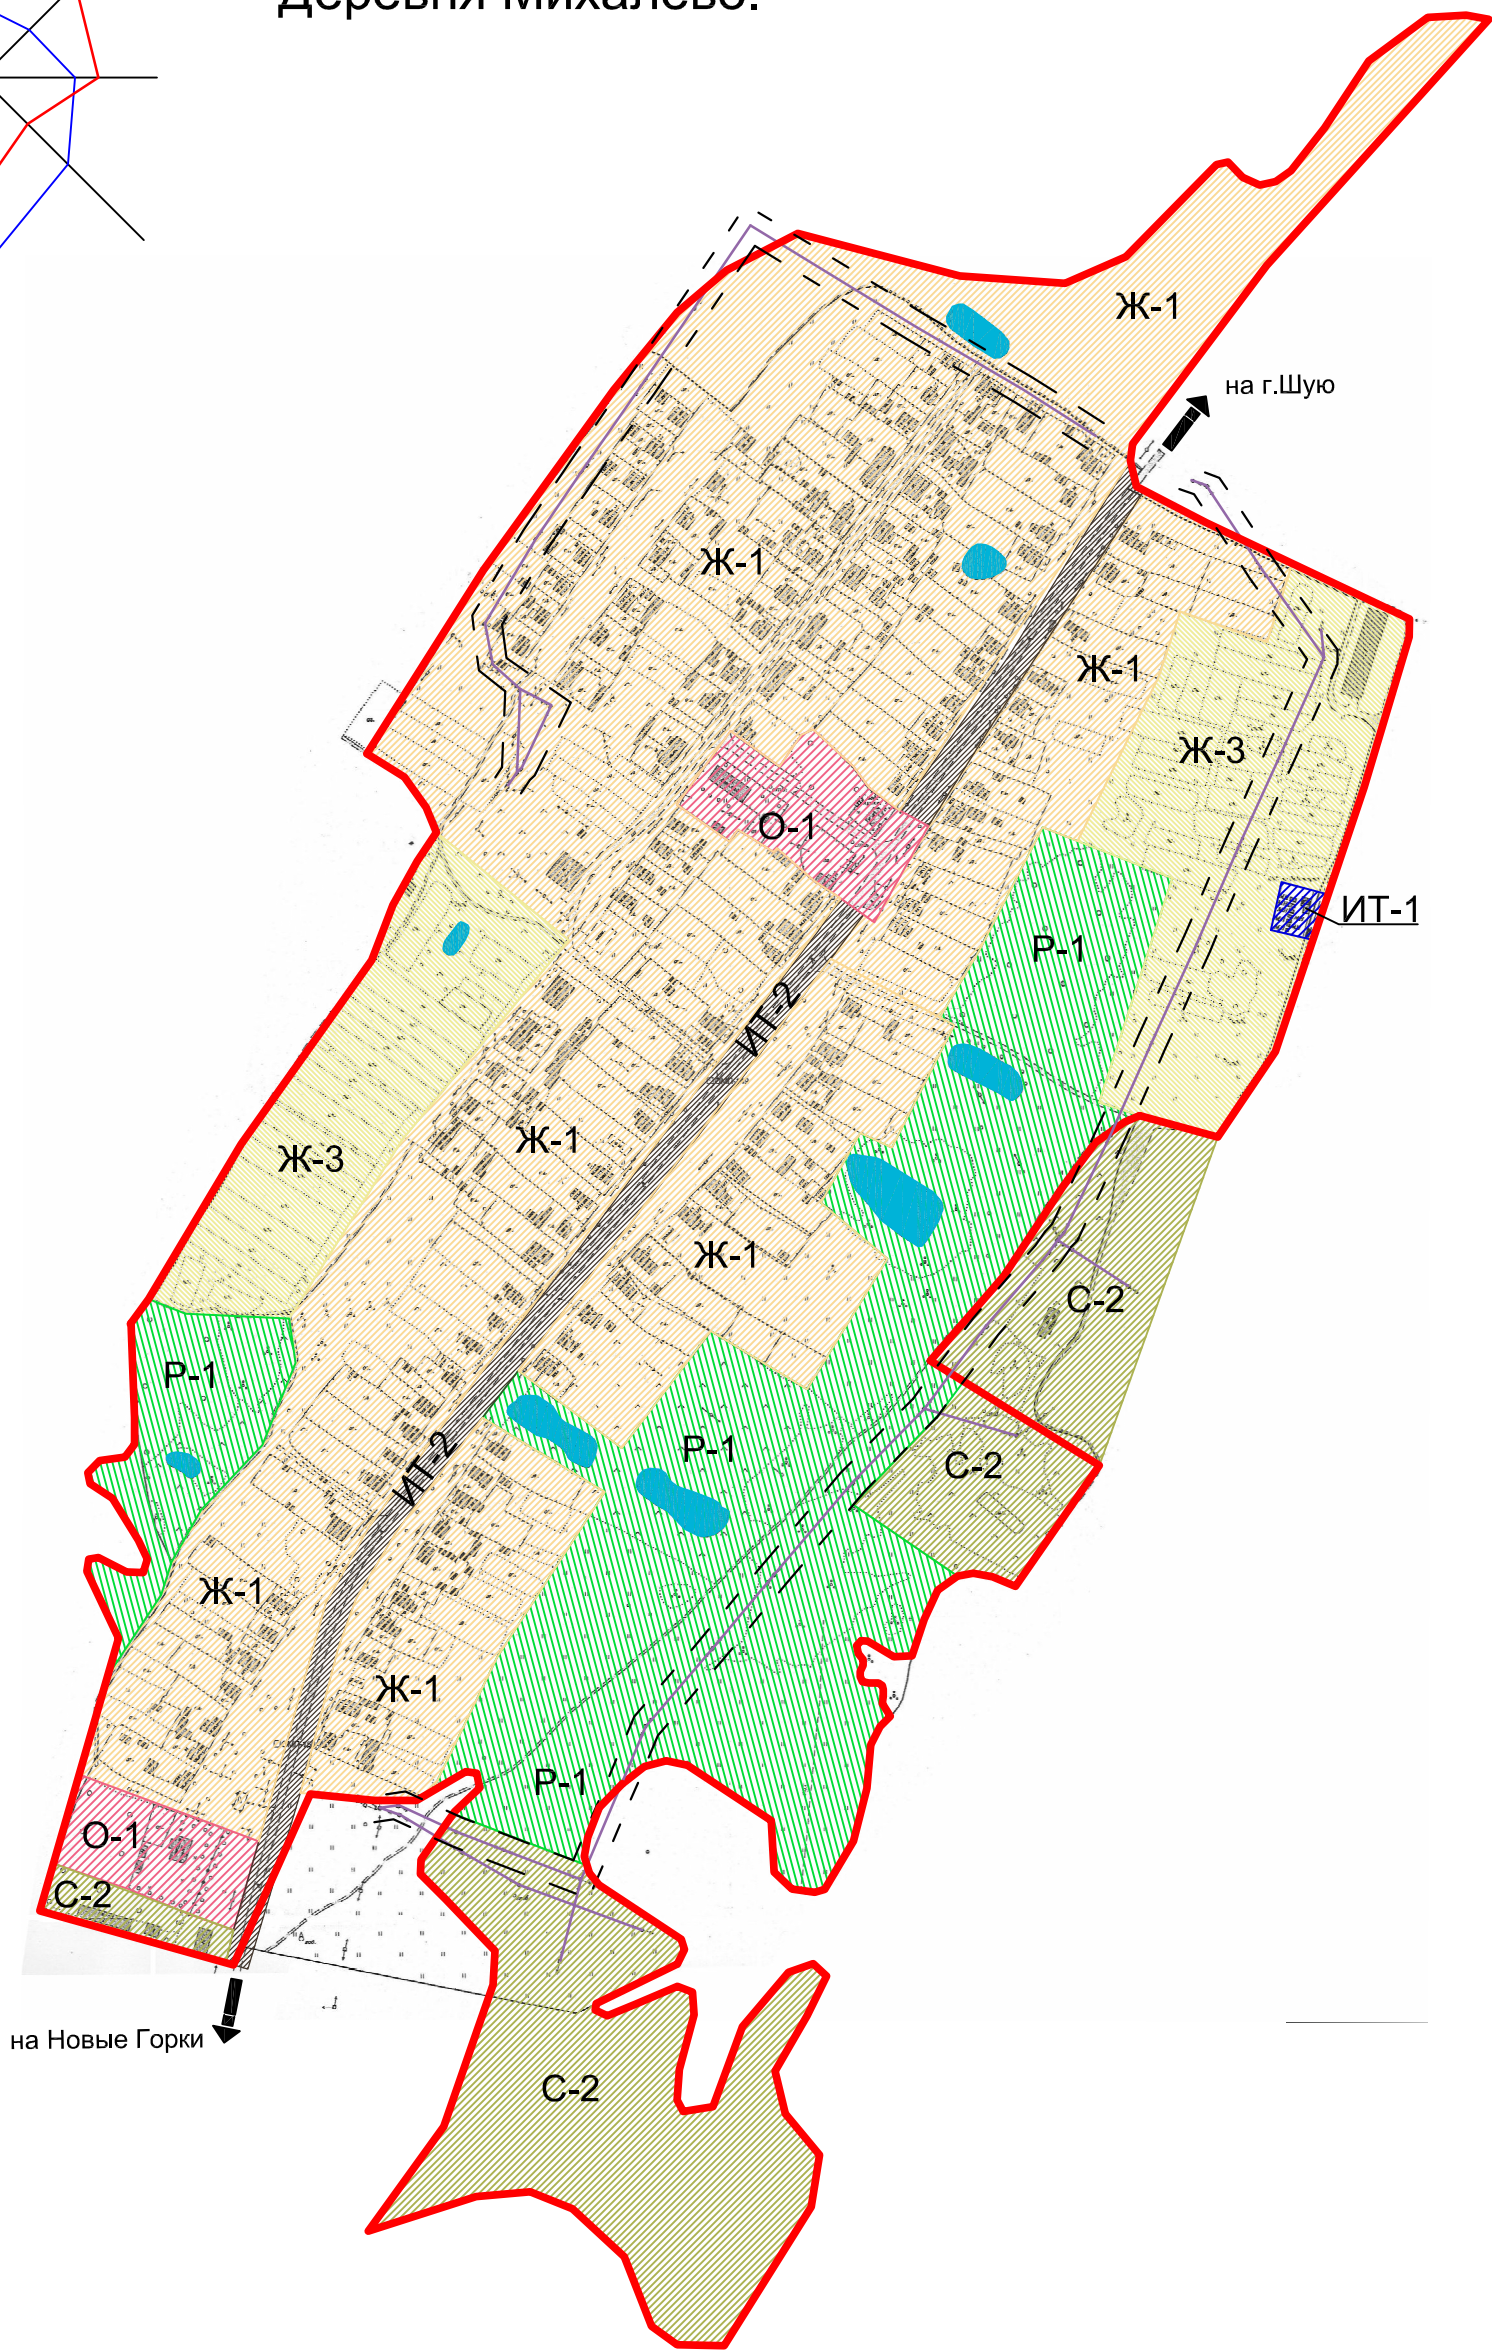 Деревня Михалево.
Ж-1
на г.Шую
Ж-1
Ж-1
Ж-3
О-1
ИТ-1
Р-1
ИТ-2
Ж-1
Ж-3
Ж-1
С-2
Р-1
Р-1
С-2
ИТ-2
Ж-1
Ж-1
Р-1
О-1
С-2
на Новые Горки
С-2